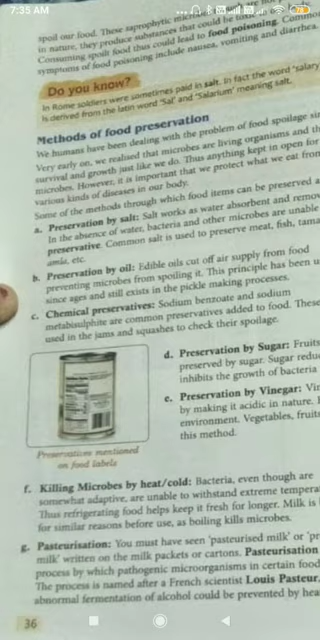 7:35 AM
spoil our food. These saprophytic
in nature, they produce substances that could be
Consuming spoilt food thus could lead to food poisoning. Common
symptoms of food poisoning include nausea, vomiting and diarrhea.
Do you know?
In Rome soldiers were sometimes paid in salt. In fact the word 'salary
is derived from the latin word 'Sal' and 'Salarium' meaning salt.
Methods of food preservation
We humans have been dealing with the problem of food spoilage
Very early on, we realised that microbes are living organisms and
survival and growth just like we do. Thus anything kept in open for
microbes. However, it is important that we protect what we eat from
various kinds of diseases in our body.
Some of the methods through which food items can be preserved
a. Preservation by salt: Salt works as water absorbent and
In the absence of water, bacteria and other microbes are unable
preservative. Common salt is used to preserve meat, fish,
amla, etc.
b. Preservation by oil: Edible oils cut off air supply from food
preventing microbes from spoiling it. This principle has been
since ages and still exists in the pickle making processes.
c. Chemical preservatives: Sodium benzoate and sodium
metabisulphite are common preservatives added to food. These
used in the jams and squashes to check their spoilage.
d. Preservation by Sugar: Fruits
preserved by sugar. Sugar
inhibits the growth of bacteria
e. Preservation by Vinegar:
by making it acidic in nature.
environment. Vegetables,
this method.
Preservatives mentioned
on food labels
f. Killing Microbes by heat/cold: Bacteria, even though are
somewhat adaptive, are unable to withstand extreme
Thus refrigerating food helps keep it fresh for longer. Milk is
for similar reasons before use, as boiling kills microbes.
g. Pasteurisation: You must have seen 'pasteurised milk' or
milk' written on the milk packets or cartons. Pasteurisation
process by which pathogenic microorganisms in certain
The process is named after a French scientist Louis Pasteur,
abnormal fermentation of alcohol could be prevented by
36